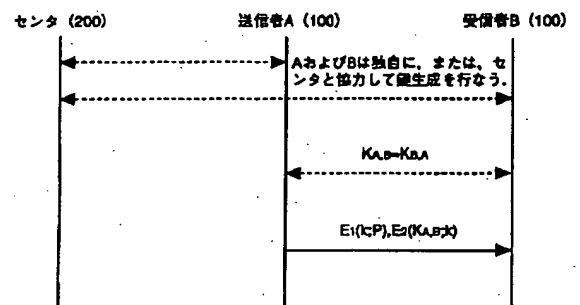 センタ (200)
送信者A (100)
受信者B (100)
AおよびBは独自に、または、セ
ンタと協力して鍵生成を行なう.
KA,B=KB,A
E1(k;P),E2(KA,B;k)